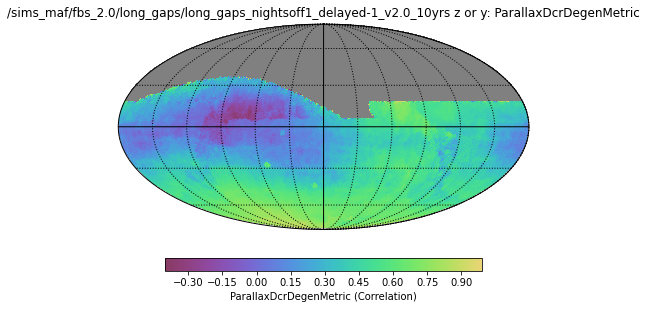 /sims_maf/fbs_2.0/long_gaps/long_gaps_nightsoff1_delayed-1_v2.0_10yrs z or y: ParallaxDcrDegenMetric
−0.30 −0.15 0.00 0.15 0.30 0.45 0.60 0.75 0.90
ParallaxDcrDegenMetric (Correlation)